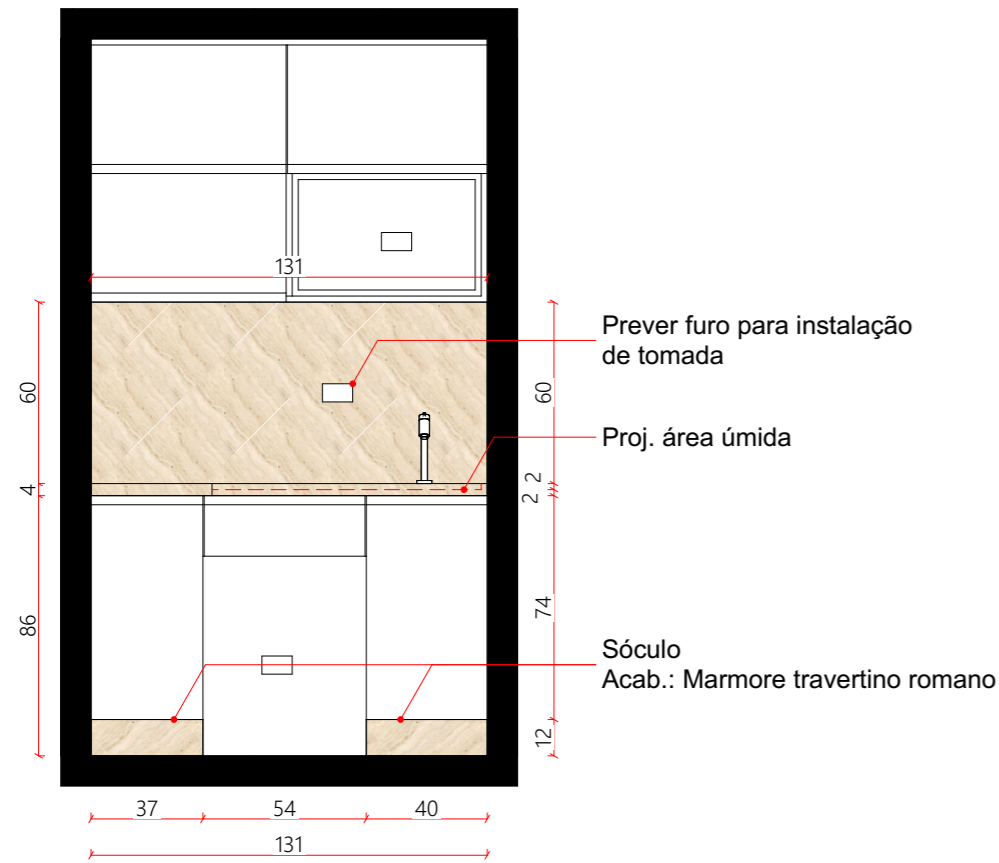 131
60
4
86
60
2
2
74
12
Prever furo para instalação
de tomada
Proj. área úmida
Sóculo
Acab.: Marmore travertino romano
37
54
40
131